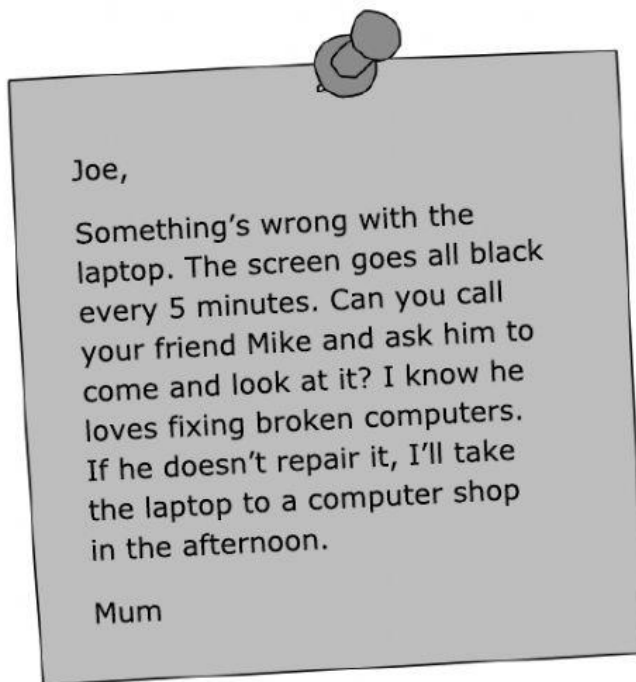 Joe,
Something's wrong with the
laptop. The screen goes all black
every 5 minutes. Can you call
your friend Mike and ask him to
come and look at it? I know he
loves fixing broken computers.
If he doesn't repair it, I'll take
the laptop to a computer shop
in the afternoon.
Mum